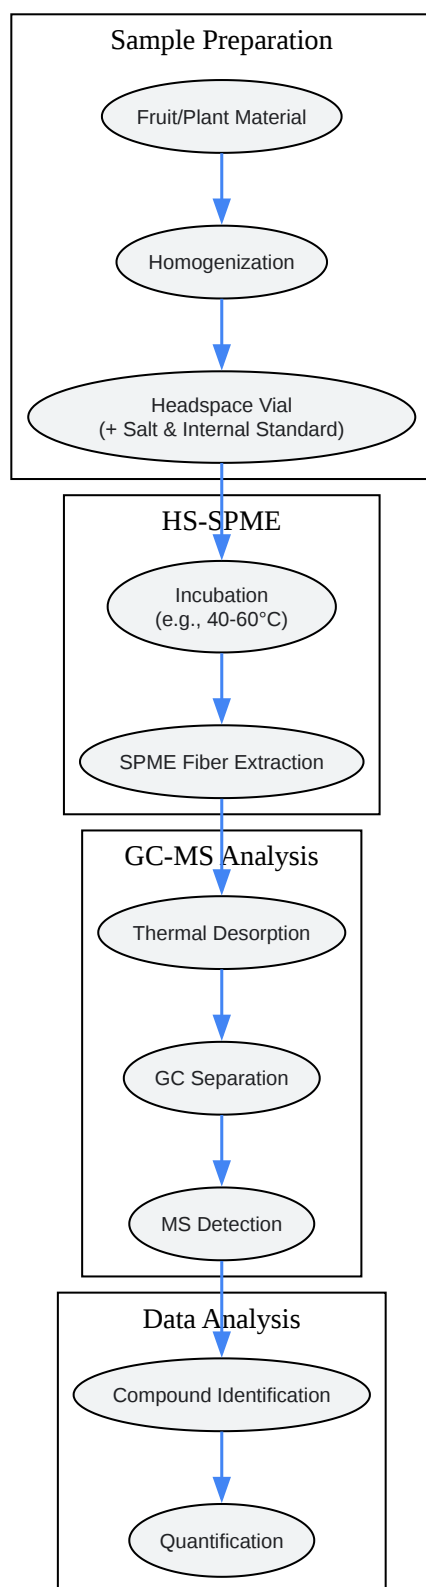 Sample Preparation
Fruit/Plant Material
Homogenization
Headspace Vial
(+ Salt & Internal Standard)
HS-SPME
Incubation
(e.g., 40-60°C)
SPME Fiber Extraction
GC-MS Analysis
Thermal Desorption
GC Separation
MS Detection
Data Analysis
Compound Identification
Quantification